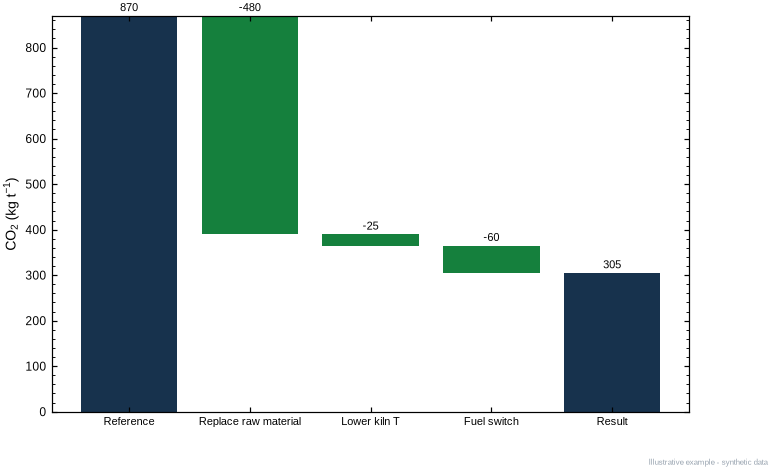 870
-480
-25
-60
305
800
700
600
500
400
300
200
100
0
CO₂ (kg t⁻¹)
Reference
Replace raw material
Lower kiln T
Fuel switch
Result
Illustrative example - synthetic data